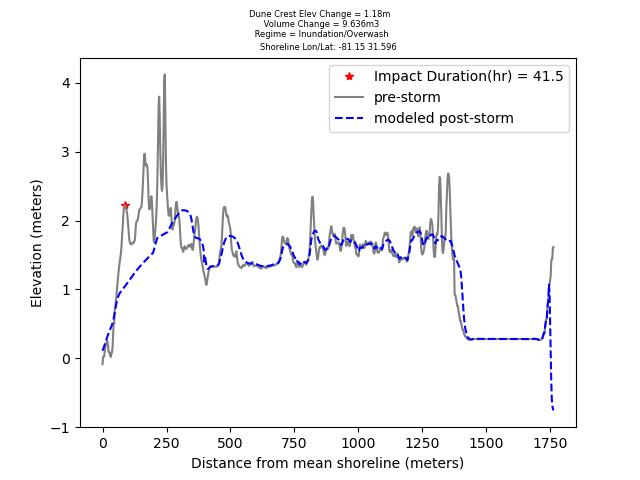 Dune Crest Elev Change = 1.18m
Volume Change = 9.636m3
Regime = Inundation/Overwash
Shoreline Lon/Lat: -81.15 31.596
Impact Duration(hr) = 41.5
pre-storm
modeled post-storm
Elevation (meters)
4
3
2
1
0
−1
0
250
500
750
1000
1250
1500
1750
Distance from mean shoreline (meters)